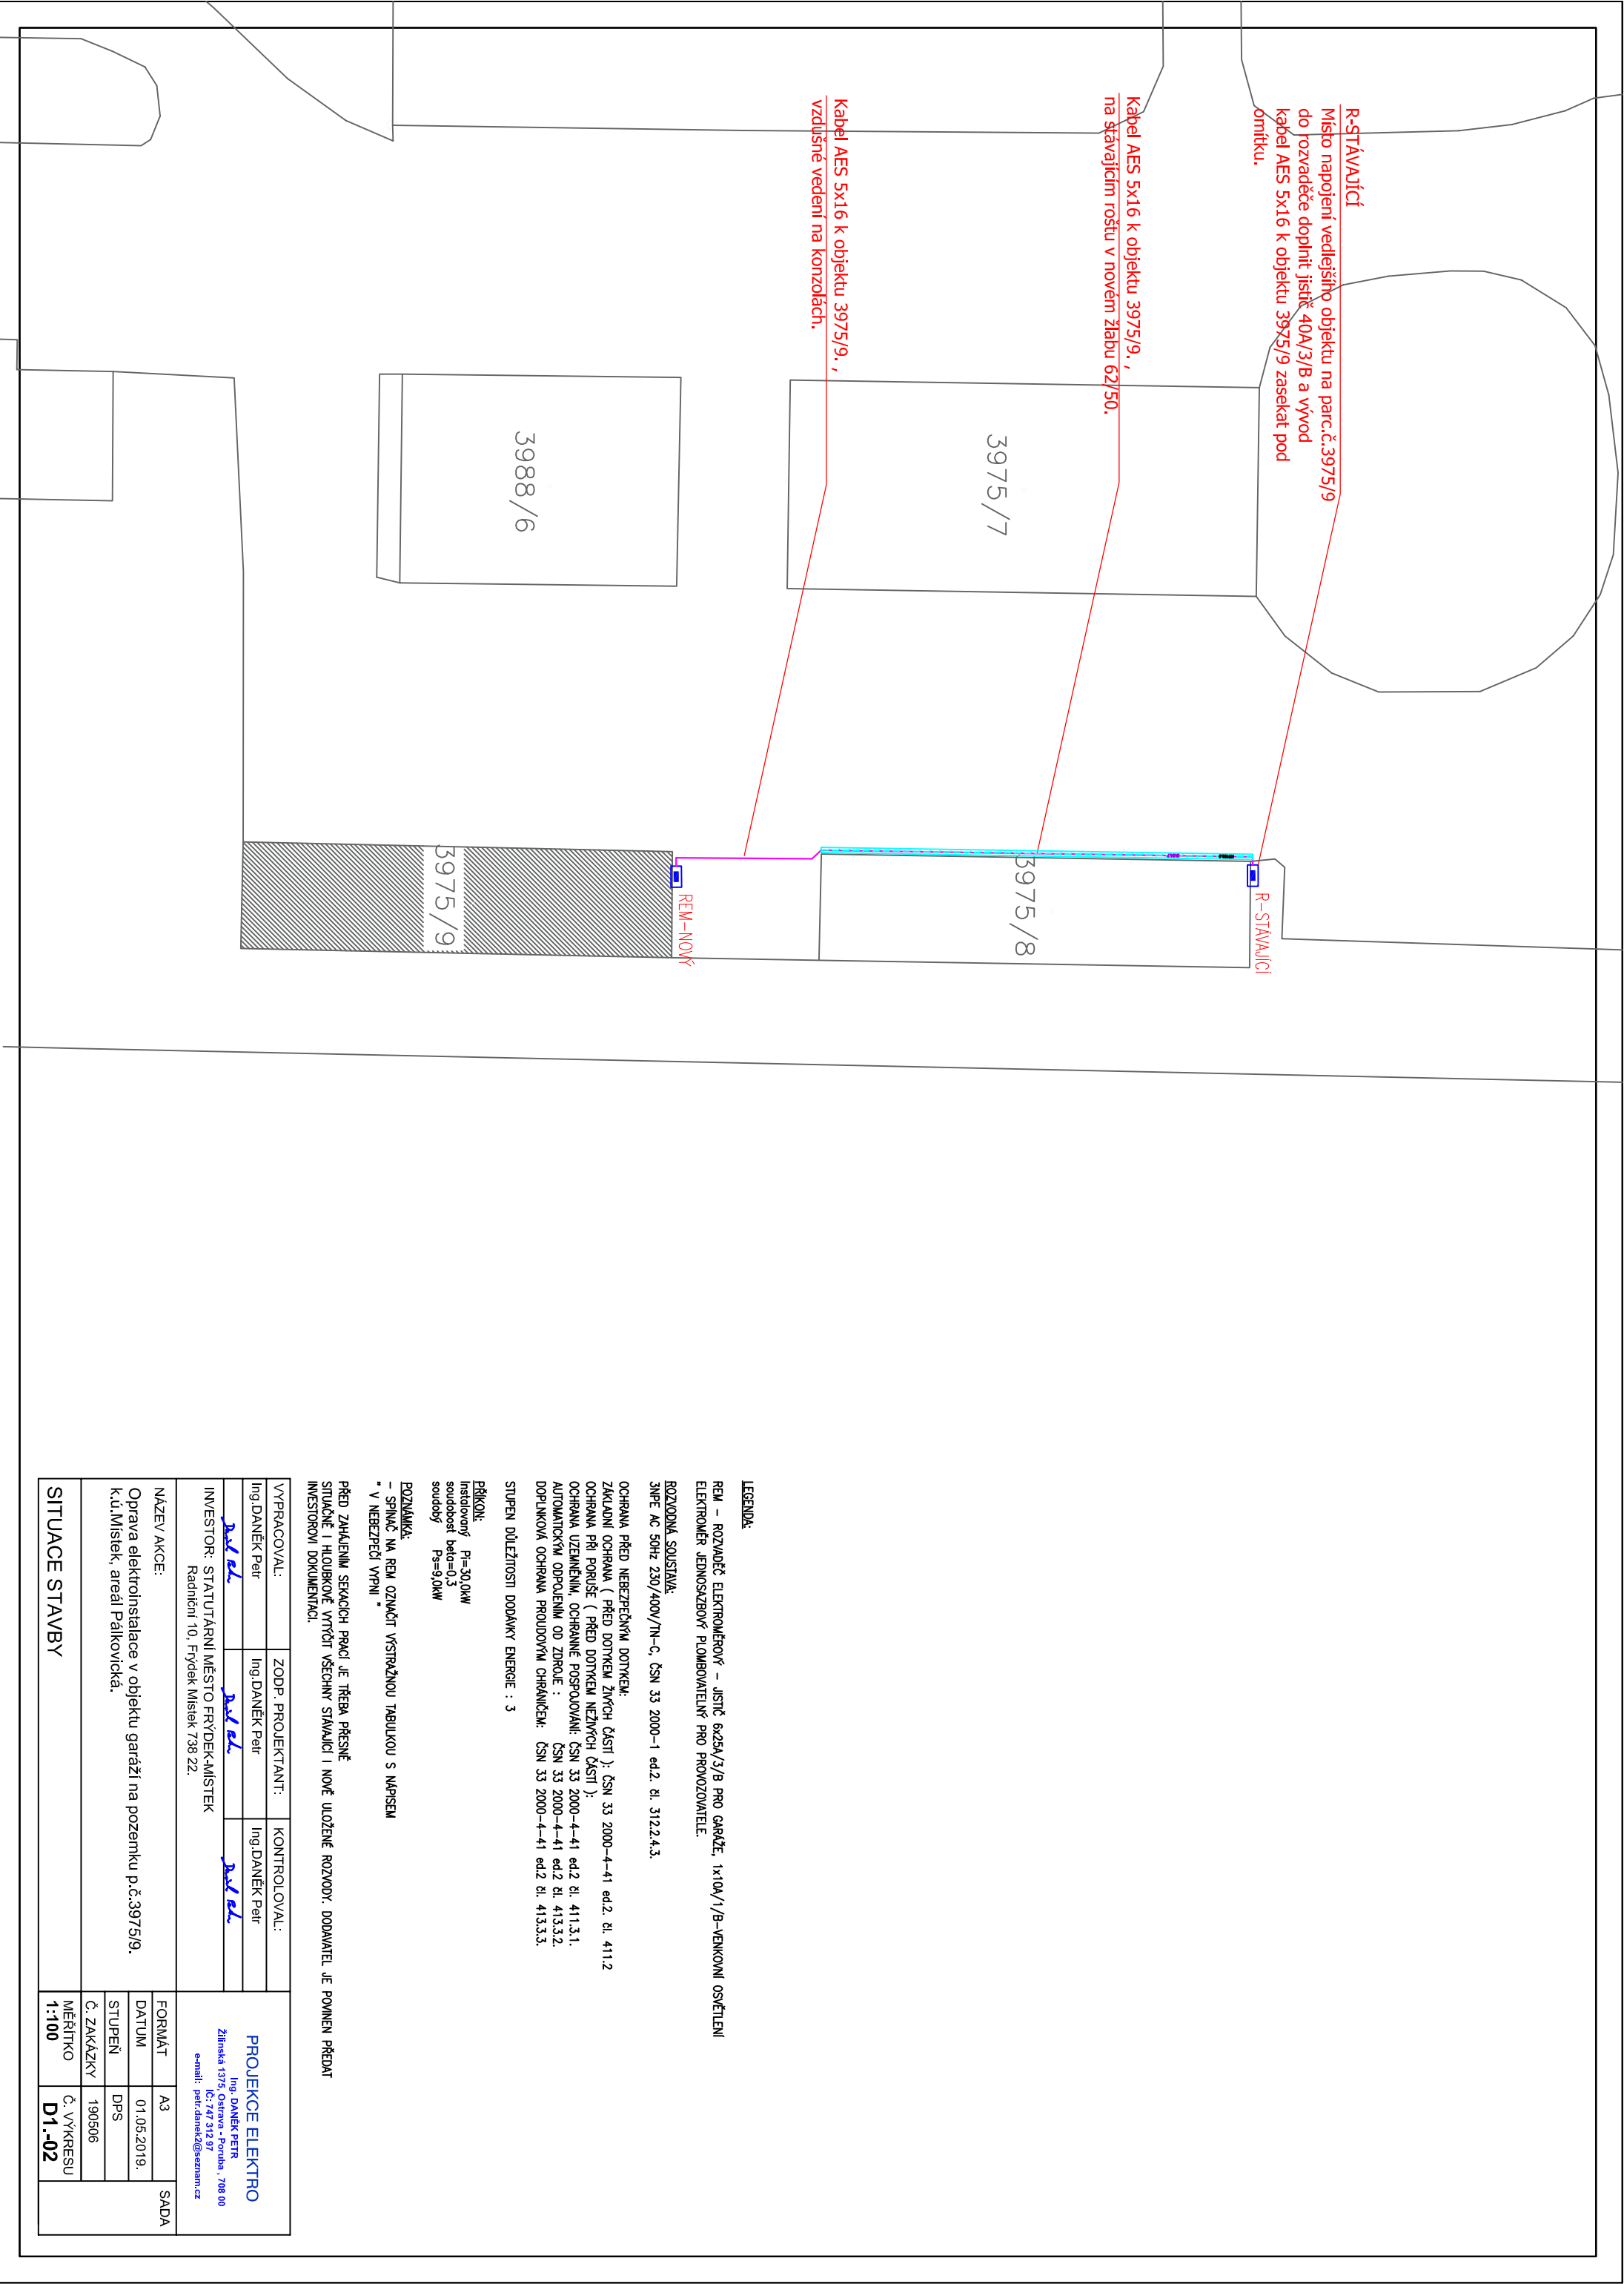 R-STÁVAJÍCÍ
Místo napojení vedlejšího objektu na parc.č.3975/9
do rozvaděče doplnit jistič 40A/3/B a vývod
kabel AES 5x16 k objektu 3975/9 zasekat pod
omítku.
Kabel AES 5x16 k objektu 3975/9. ,
na stávajícím roštu v novém žlabu 62/50.
Kabel AES 5x16 k objektu 3975/9. ,
vzdušné vedení na konzolách.
3975/7
3988/6
R-STÁVAJÍCÍ
3975/8
REM-NOVÝ
3975/9
LEGENDA:
REM - ROZVADĚČ ELEKTROMĚROVÝ - JISTIČ 6x25A/3/B PRO GARÁŽE, 1x10A/1/B-VENKOVNÍ OSVĚTLENÍ
ELEKTROMĚR JEDNOSAZBOVÝ PLOMBOVATELNÝ PRO PROVOZOVATELE.
ROZVODNÁ SOUSTAVA:
3NPE AC 50Hz 230/400V/TN-C, ČSN 33 2000-1 ed.2. čl. 312.2.4.3.
OCHRANA PŘED NEBEZPEČNÝM DOTYKEM:
ZÁKLADNÍ OCHRANA ( PŘED DOTYKEM ŽIVÝCH ČÁSTÍ ): ČSN 33 2000-4-41 ed.2. čl. 411.2
OCHRANA PŘI PORUŠE ( PŘED DOTYKEM NEŽIVÝCH ČÁSTÍ ):
OCHRANA UZEMNĚNÍM, OCHRANNÉ POSPOJOVÁNÍ: ČSN 33 2000-4-41 ed.2 čl. 411.3.1.
AUTOMATICKÝM ODPOJENÍM OD ZDROJE : ČSN 33 2000-4-41 ed.2 čl. 413.3.2.
DOPLNKOVÁ OCHRANA PROUDOVÝM CHRÁNIČEM: ČSN 33 2000-4-41 ed.2 čl. 413.3.3.
STUPEN DŮLEŽITOSTI DODÁVKY ENERGIE : 3
PŘÍKON:
Instalovaný Pi=30,0kW
soudobost beta=0,3
soudobý Ps=9,0kW
POZNÁMKA:
- SPÍNAČ NA REM OZNAČIT VÝSTRAŽNOU TABULKOU S NÁPISEM
" V NEBEZPEČÍ VYPNI "
PŘED ZAHÁJENÍM SEKACÍCH PRACÍ JE TŘEBA PŘESNĚ
SITUAČNĚ I HLOUBKOVĚ VYTÝČIT VŠECHNY STÁVAJÍCÍ I NOVĚ ULOŽENÉ ROZVODY. DODAVATEL JE POVINEN PŘEDAT
INVESTOROVI DOKUMENTACI.
VYPRACOVAL: ZODP. PROJEKTANT: KONTROLOVAL:
Ing.DANĚK Petr Ing.DANĚK Petr Ing.DANĚK Petr
INVESTOR: STATUTÁRNÍ MĚSTO FRÝDEK-MÍSTEK
Radniční 10, Frýdek Místek 738 22.
PROJEKCE ELEKTRO
Ing. DANĚK PETR
Žilinská 1375, Ostrava - Poruba , 708 00
IČ: 747 312 97
e-mail: petr.danek2@seznam.cz
NÁZEV AKCE:
Oprava elektroinstalace v objektu garáží na pozemku p.č.3975/9.
k.ú.Místek, areál Pálkovická.
FORMÁT A3 SADA
DATUM 01.05.2019.
STUPEŇ DPS
Č. ZAKÁZKY 190506
SITUACE STAVBY
MĚŘÍTKO Č. VÝKRESU
1:100 D1.-02